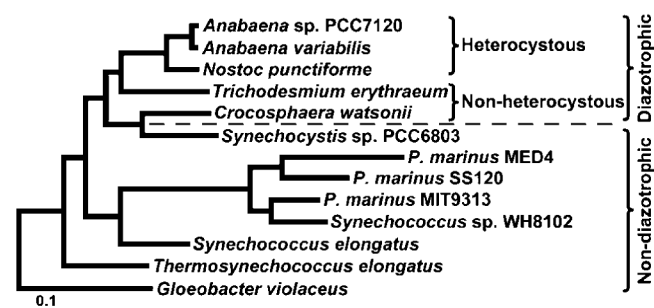 Anabaena sp. PCC7120
Anabaena variabilis
Nostoc punctiforme
Heterocystous
Trichodesmium erythraeum
Crocosphaera watsonii
Non-heterocystous
Diazotrophic
Synechocystis sp. PCC6803
P. marinus MED4
P. marinus SS120
P. marinus MIT9313
Synechococcus sp. WH8102
Synechococcus elongatus
Thermosynechococcus elongatus
Gloeobacter violaceus
Non-diazotrophic
0.1